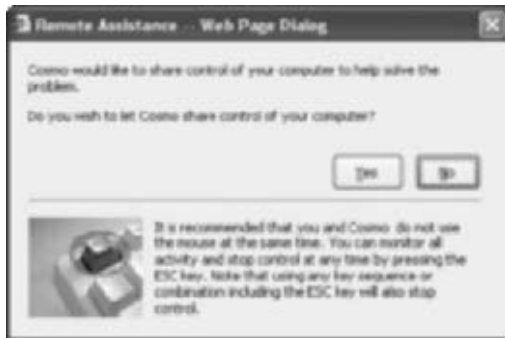 Remote Assistance -- Web Page Dialog
Cosmo would like to share control of your computer to help solve the
problem.
Do you wish to let Cosmo share control of your computer?
Yes No
It is recommended that you and Cosmo do not use
the mouse at the same time. You can monitor all
activity and stop control at any time by pressing the
ESC key. Note that using any key sequence or
combination including the ESC key will also stop
control.